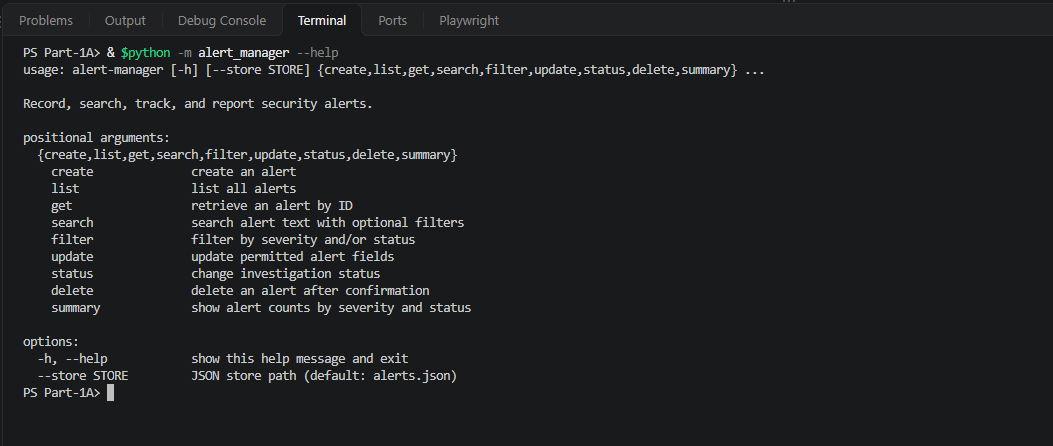 Problems Output Debug Console Terminal Ports Playwright
PS Part-1A> & $python -m alert_manager --help
usage: alert-manager [-h] [--store STORE] {create,list,get,search,filter,update,status,delete,summary} ...
Record, search, track, and report security alerts.
positional arguments:
{create,list,get,search,filter,update,status,delete,summary}
create create an alert
list list all alerts
get retrieve an alert by ID
search search alert text with optional filters
filter filter by severity and/or status
update update permitted alert fields
status change investigation status
delete delete an alert after confirmation
summary show alert counts by severity and status
options:
-h, --help show this help message and exit
--store STORE JSON store path (default: alerts.json)
PS Part-1A>